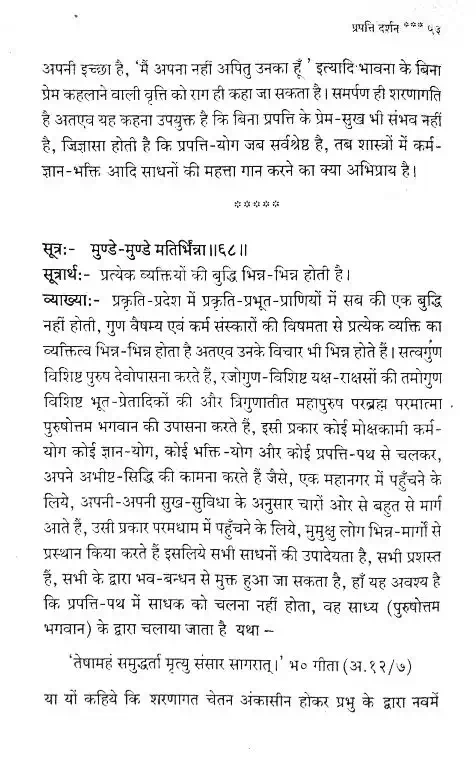 प्रपत्ति दर्शन *** ५३
अपनी इच्छा है, 'मैं अपना नहीं अपितु उनका हूँ ' इत्यादि भावना के बिना
प्रेम कहलाने वाली वृत्ति को राग ही कहा जा सकता है। समर्पण ही शरणागति
है अतएव यह कहना उपयुक्त है कि बिना प्रपत्ति के प्रेम-सुख भी संभव नहीं
है, जिज्ञासा होती है कि प्रपत्ति-योग जब सर्वश्रेष्ठ है, तब शास्त्रों में कर्म-
ज्ञान-भक्ति आदि साधनों की महत्ता गान करने का क्या अभिप्राय है।
*****
सूत्र:- मुण्डे-मुण्डे मतिर्भिन्ना॥६८॥
सूत्रार्थ:- प्रत्येक व्यक्तियों की बुद्धि भिन्न-भिन्न होती है।
व्याख्या:- प्रकृति-प्रदेश में प्रकृति-प्रभूत-प्राणियों में सब की एक बुद्धि
नहीं होती, गुण वैषम्य एवं कर्म संस्कारों की विषमता से प्रत्येक व्यक्ति का
व्यक्तित्व भिन्न-भिन्न होता है अतएव उनके विचार भी भिन्न होते हैं। सत्वगुण
विशिष्ट पुरुष देवोपासना करते हैं, रजोगुण-विशिष्ट यक्ष-राक्षसों की तमोगुण
विशिष्ट भूत-प्रेतादिकों की और त्रिगुणातीत महापुरुष परब्रह्म परमात्मा
पुरुषोत्तम भगवान की उपासना करते हैं, इसी प्रकार कोई मोक्षकामी कर्म-
योग कोई ज्ञान-योग, कोई भक्ति -योग और कोई प्रपत्ति-पथ से चलकर,
अपने अभीष्ट-सिद्धि की कामना करते हैं जैसे, एक महानगर में पहुँचने के
लिये, अपनी-अपनी सुख-सुविधा के अनुसार चारों ओर से बहुत से मार्ग
आते हैं, उसी प्रकार परमधाम में पहुँचने के लिये, मुमुक्षु लोग भिन्न-मार्गों से
प्रस्थान किया करते हैं इसलिये सभी साधनों की उपादेयता है, सभी प्रशस्त
हैं, सभी के द्वारा भव-बन्धन से मुक्त हुआ जा सकता है, हाँ यह अवश्य है
कि प्रपत्ति-पथ में साधक को चलना नहीं होता, वह साध्य (पुरुषोत्तम
भगवान) के द्वारा चलाया जाता है यथा –
'तेषामहं समुद्धर्ता मृत्यु संसार सागरात्।' भ० गीता (अ.१२/७)
या यों कहिये कि शरणागत चेतन अंकासीन होकर प्रभु के द्वारा नवमें